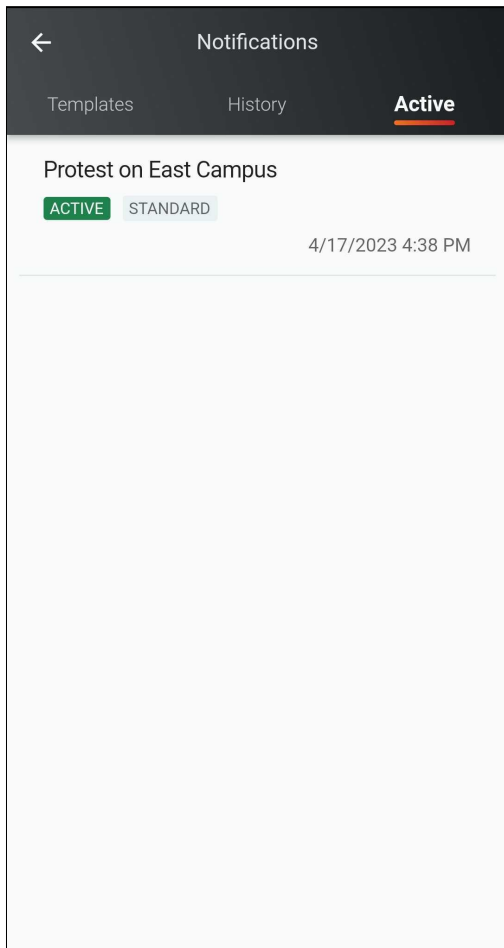 Notifications
Templates History Active
Protest on East Campus
ACTIVE STANDARD
4/17/2023 4:38 PM